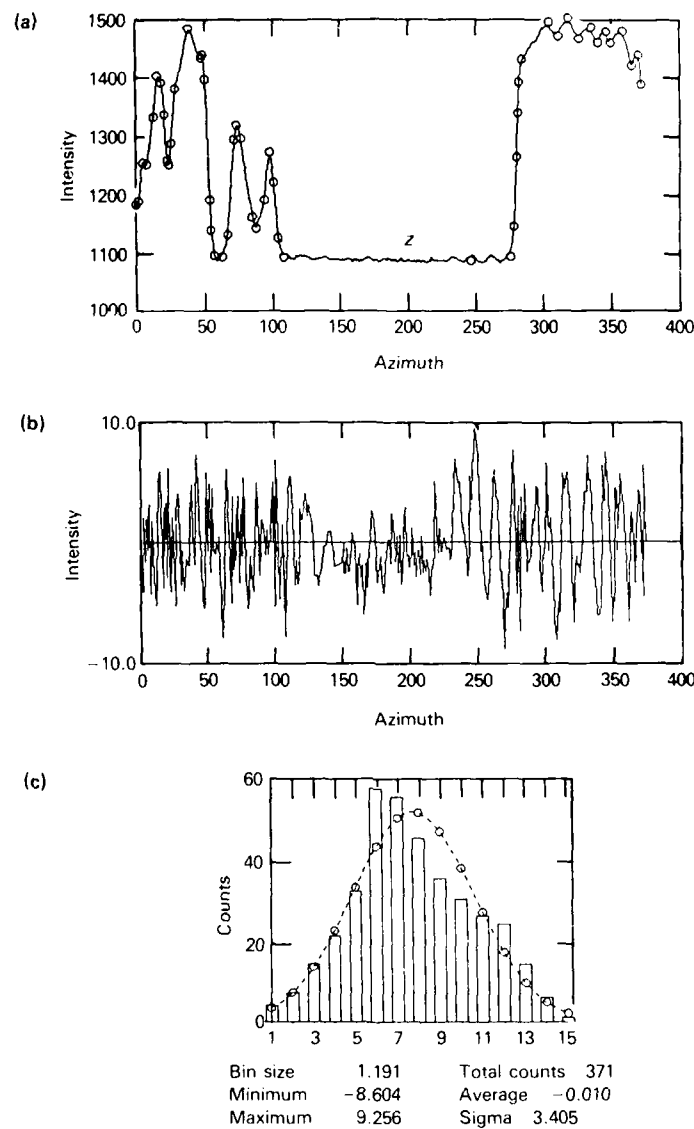 (a)
1500
1400
1300
1200
1100
1000
Intensity
z
0 50 100 150 200 250 300 350 400
Azimuth
(b)
10.0
Intensity
-10.0
0 50 100 150 200 250 300 350 400
Azimuth
(c)
60
40
20
0
Counts
1 3 5 7 9 11 13 15
Bin size 1.191 Total counts 371
Minimum -8.604 Average -0.010
Maximum 9.256 Sigma 3.405